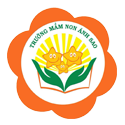 TRƯỜNG MẦM NON ÁNH SAO